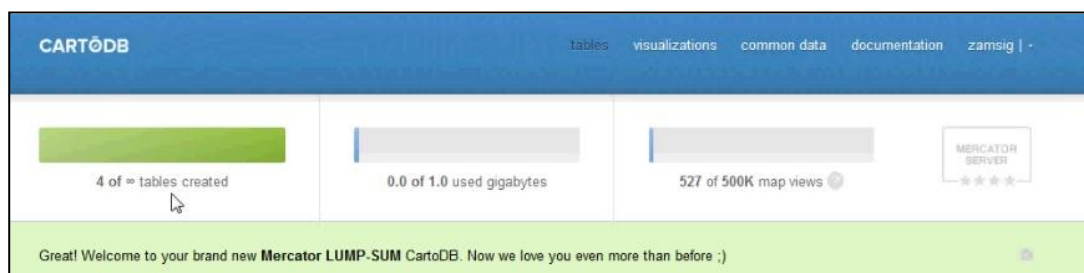 CARTODB tables visualizations common data documentation zamsig | -
MERCATOR
SERVER
4 of ∞ tables created 0.0 of 1.0 used gigabytes 527 of 500K map views ?
Great! Welcome to your brand new Mercator LUMP-SUM CartoDB. Now we love you even more than before ;)